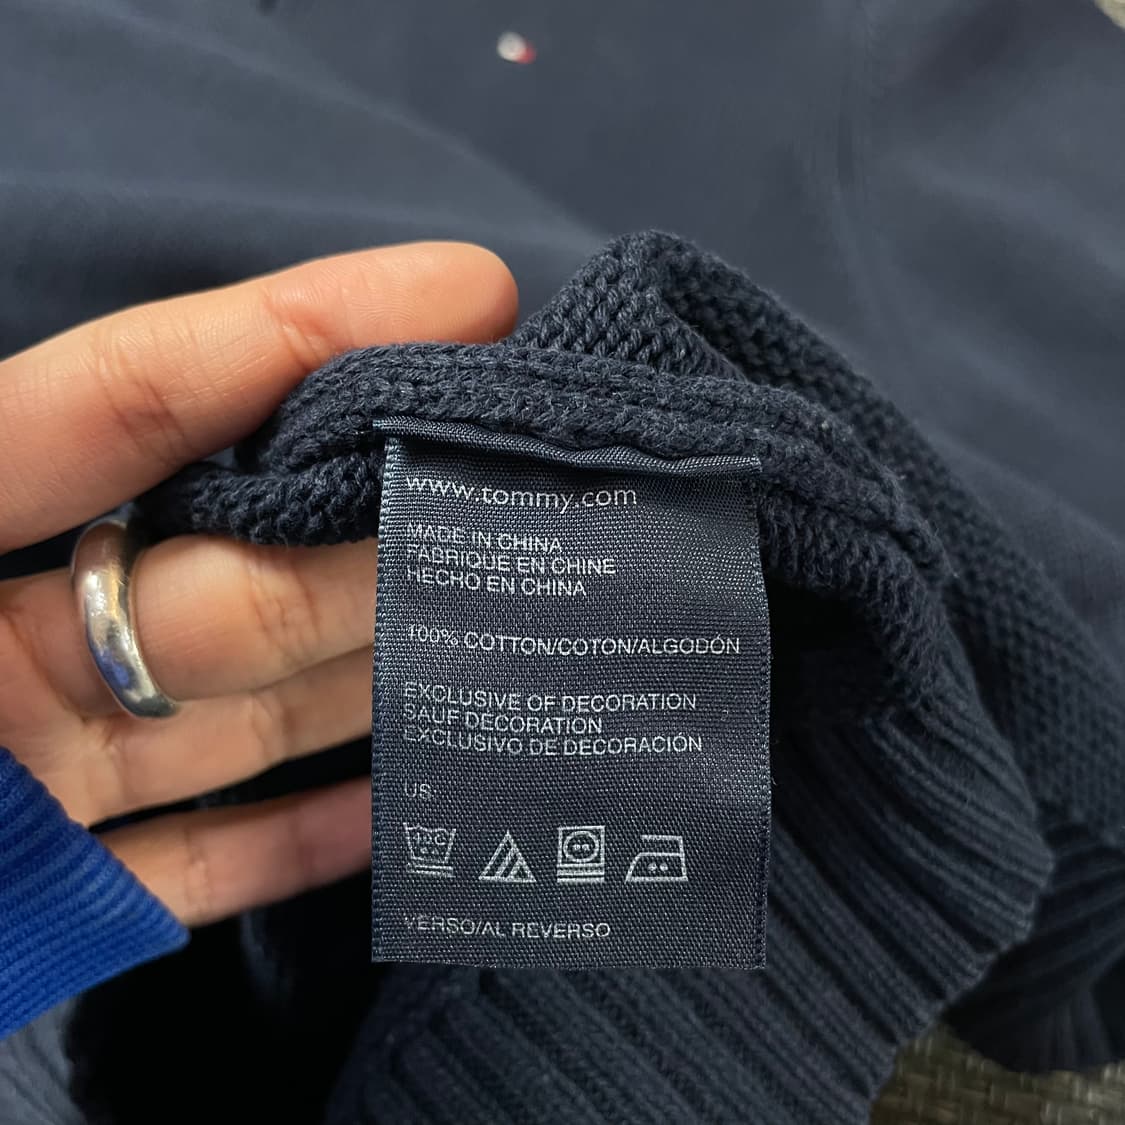 www.tommy.com
MADE IN CHINA
FABRIQUE EN CHINE
HECHO EN CHINA
100% COTTON/COTON/ALGODÓN
EXCLUSIVE OF DECORATION
SAUF DECORATION
EXCLUSIVO DE DECORACIÓN
US:
VERSO/AL REVERSO